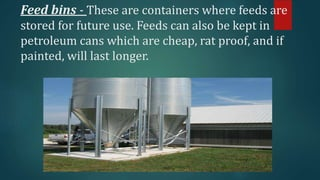 Feed bins - These are containers where feeds are
stored for future use. Feeds can also be kept in
petroleum cans which are cheap, rat proof, and if
painted, will last longer.